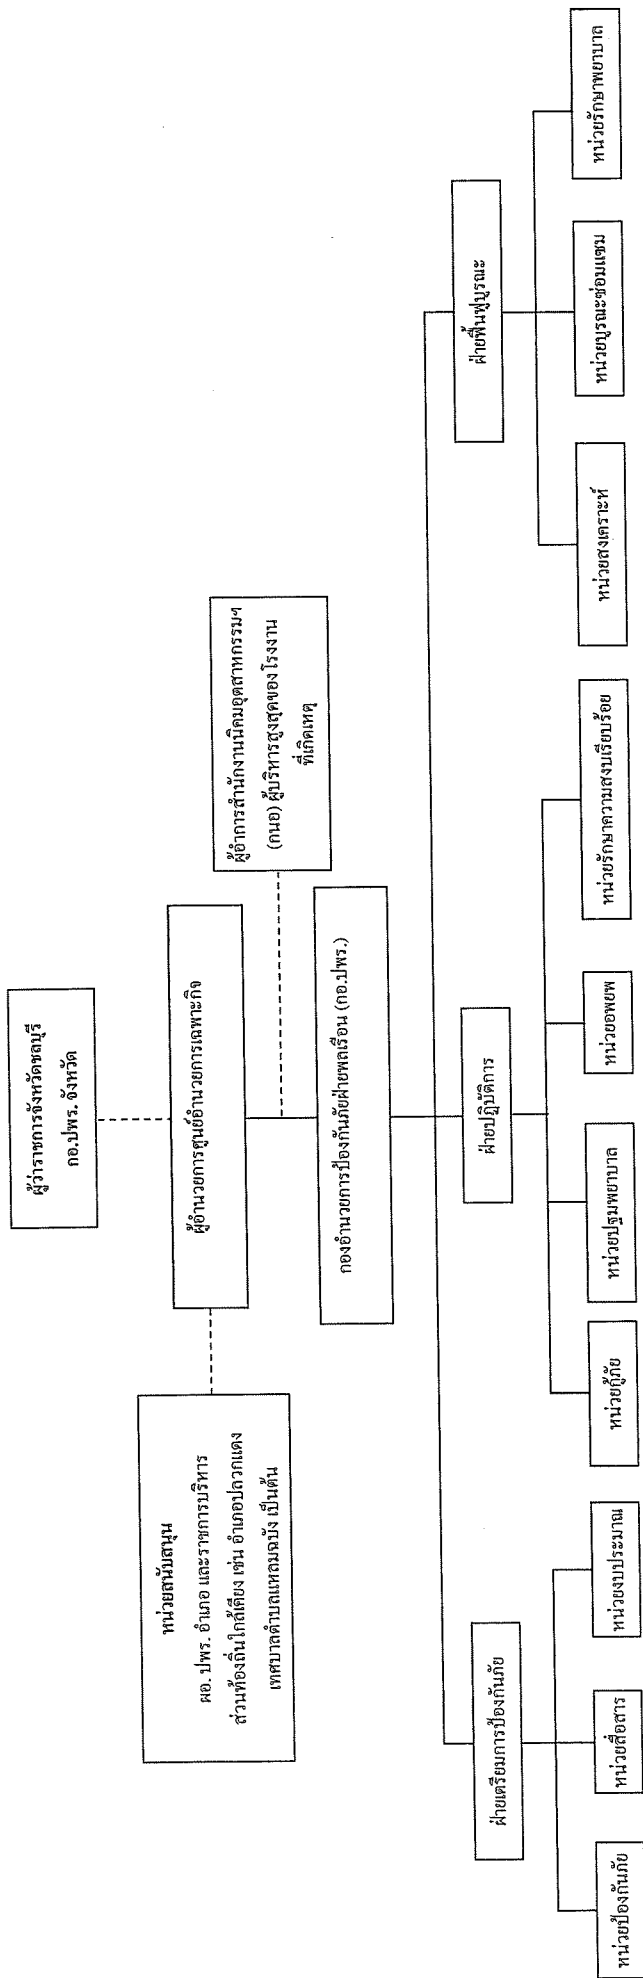 ผู้ว่าราชการจังหวัดชลบุรี
กอ.ปพร. จังหวัด
ผู้อำนวยการศูนย์อำนวยการเฉพาะกิจ
หน่วยสนับสนุน
ผอ. ปพร. อำเภอ และราชการบริหาร
ส่วนท้องถิ่นใกล้เคียง เช่น อำเภอปลวกแดง
เทศบาลตำบลแหลมฉบัง เป็นต้น
ผู้อำการสำนักงานนิคมอุตสาหกรรมฯ
(กนอ) ผู้บริหารสูงสุดของโรงงาน
ที่เกิดเหตุ
กองอำนวยการป้องกันภัยฝ่ายพลเรือน (กอ.ปพร.)
ฝ่ายเตรียมการป้องกันภัย
ฝ่ายปฏิบัติการ
ฝ่ายฟื้นฟูบูรณะ
หน่วยป้องกันภัย
หน่วยสื่อสาร
หน่วยงบประมาณ
หน่วยกู้ภัย
หน่วยปฐมพยาบาล
หน่วยอพยพ
หน่วยรักษาความสงบเรียบร้อย
หน่วยสงเคราะห์
หน่วยบูรณะซ่อมแซม
หน่วยรักษาพยาบาล